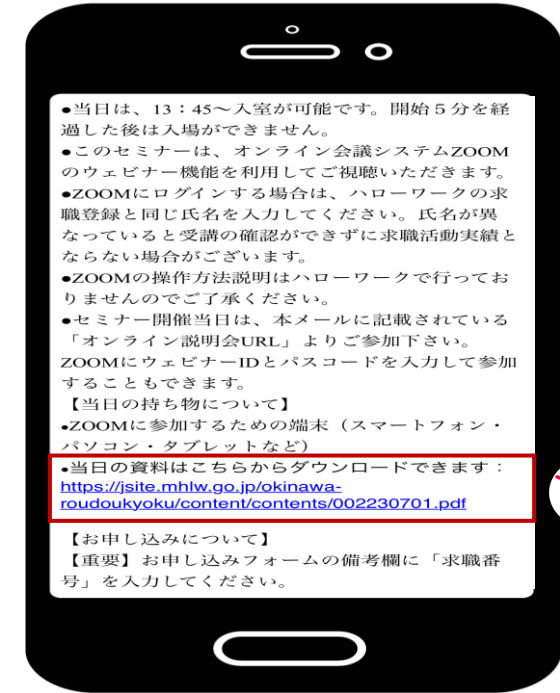 ●当日は、13：45～入室が可能です。開始５分を経
過した後は入場ができません。
●このセミナーは、オンライン会議システムZOOM
のウェビナー機能を利用してご視聴いただきます。
●ZOOMにログインする場合は、ハローワークの求
職登録と同じ氏名を入力してください。氏名が異
なっていると受講の確認ができずに求職活動実績と
ならない場合がございます。
●ZOOMの操作方法説明はハローワークで行ってお
りませんのでご了承ください。
●セミナー開催当日は、本メールに記載されている
「オンライン説明会URL」よりご参加下さい。
ZOOMにウェビナーIDとパスコードを入力して参加
することもできます。
【当日の持ち物について】
●ZOOMに参加するための端末（スマートフォン・
パソコン・タブレットなど）
●当日の資料はこちらからダウンロードできます：
https://jsite.mhlw.go.jp/okinawa-
roudoukyoku/content/contents/002230701.pdf
【お申し込みについて】
【重要】お申し込みフォームの備考欄に「求職番
号」を入力してください。